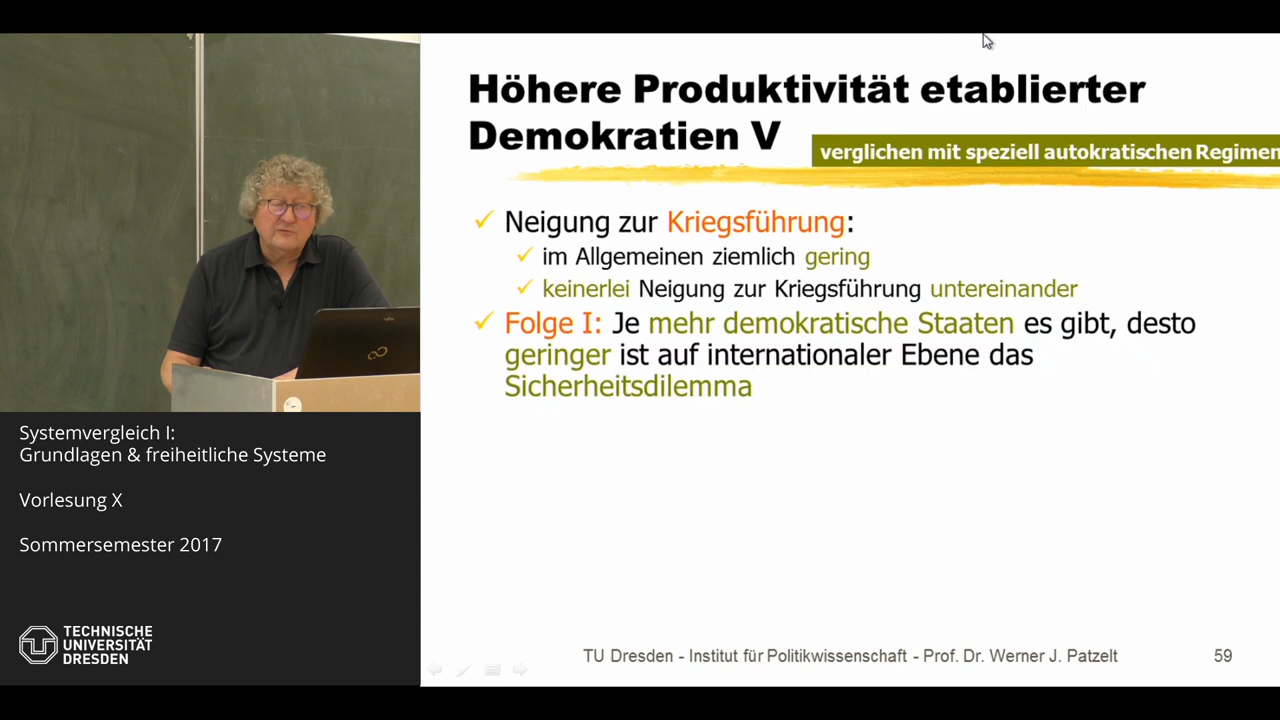 Höhere Produktivität etablierter
Demokratien V
verglichen mit speziell autokratischen Regimen
Neigung zur Kriegsführung:
im Allgemeinen ziemlich gering
keinerlei Neigung zur Kriegsführung untereinander
Folge I: Je mehr demokratische Staaten es gibt, desto
geringer ist auf internationaler Ebene das
Sicherheitsdilemma
TU Dresden - Institut für Politikwissenschaft - Prof. Dr. Werner J. Patzelt
59
Systemvergleich I:
Grundlagen & freiheitliche Systeme
Vorlesung X
Sommersemester 2017
TECHNISCHE
UNIVERSITÄT
DRESDEN